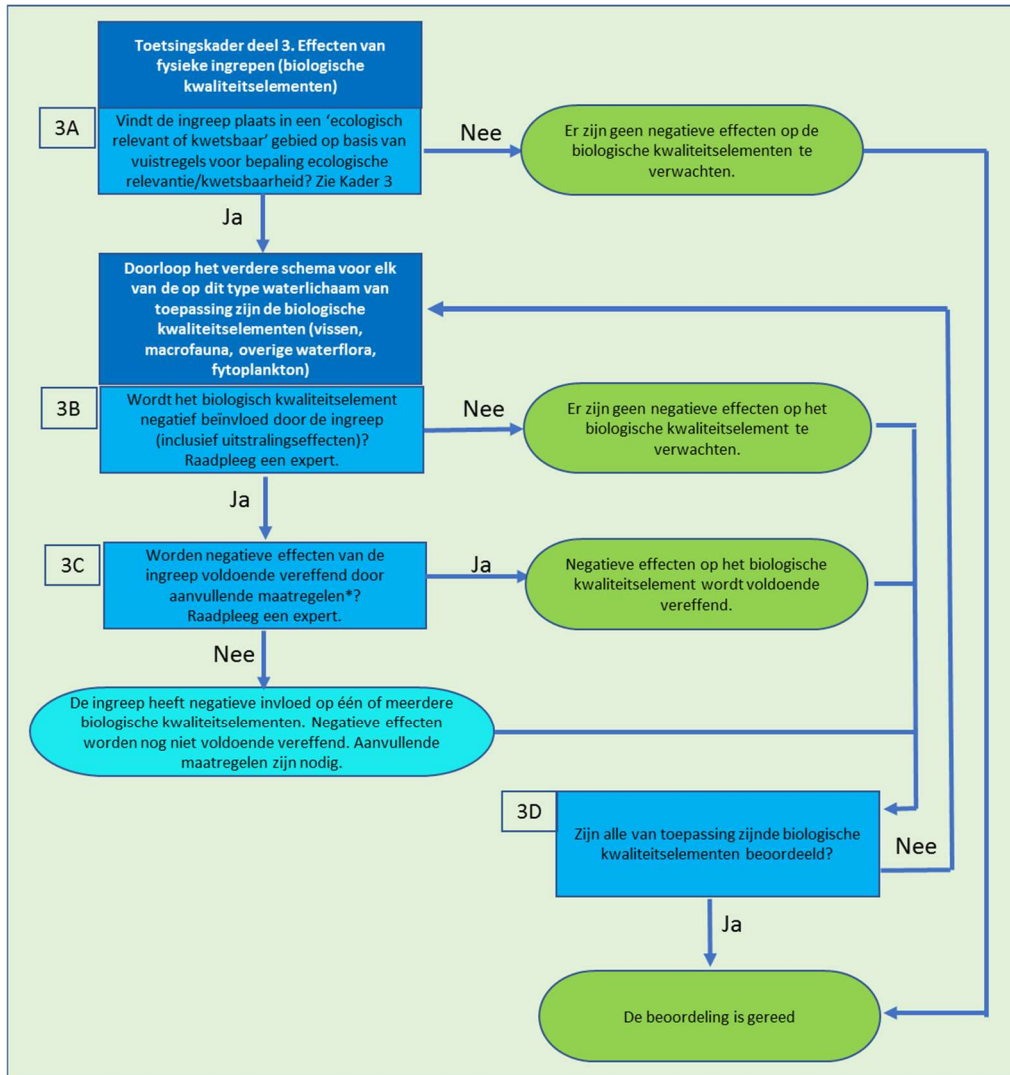 Toetsingskader deel 3. Effecten van
fysieke ingrepen (biologische
kwaliteitselementen)
3A
Vindt de ingreep plaats in een ‘ecologisch
relevant of kwetsbaar’ gebied op basis van
vuistregels voor bepaling ecologische
relevantie/kwetsbaarheid? Zie Kader 3
Nee
Er zijn geen negatieve effecten op de
biologische kwaliteitselementen te
verwachten.
Ja
Doorloop het verdere schema voor elk
van de op dit type waterlichaam van
toepassing zijn de biologische
kwaliteitselementen (vissen,
macrofauna, overige waterflora,
fytoplankton)
3B
Wordt het biologisch kwaliteitselement
negatief beïnvloed door de ingreep
(inclusief uitstralingseffecten)?
Raadpleeg een expert.
Nee
Er zijn geen negatieve effecten op het
biologische kwaliteitselement te
verwachten.
Ja
3C
Worden negatieve effecten van de
ingreep voldoende vereffend door
aanvullende maatregelen*?
Raadpleeg een expert.
Ja
Negatieve effecten op het biologische
kwaliteitselement wordt voldoende
vereffend.
Nee
De ingreep heeft negatieve invloed op één of meerdere
biologische kwaliteitselementen. Negatieve effecten
worden nog niet voldoende vereffend. Aanvullende
maatregelen zijn nodig.
3D
Zijn alle van toepassing zijnde biologische
kwaliteitselementen beoordeeld?
Nee
Ja
De beoordeling is gereed